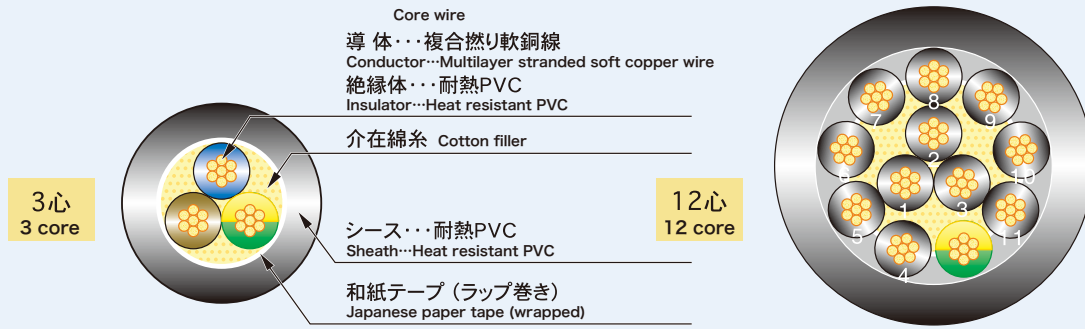 Core wire
導 体･･･複合撚り軟銅線
Conductor…Multilayer stranded soft copper wire
絶縁体･･･耐熱PVC
Insulator…Heat resistant PVC
介在綿糸 Cotton filler
3心
3 core
シース･･･耐熱PVC
Sheath…Heat resistant PVC
和紙テープ（ラップ巻き）
Japanese paper tape (wrapped)
12心
12 core
8
7
9
2
6
10
1
3
5
11
4